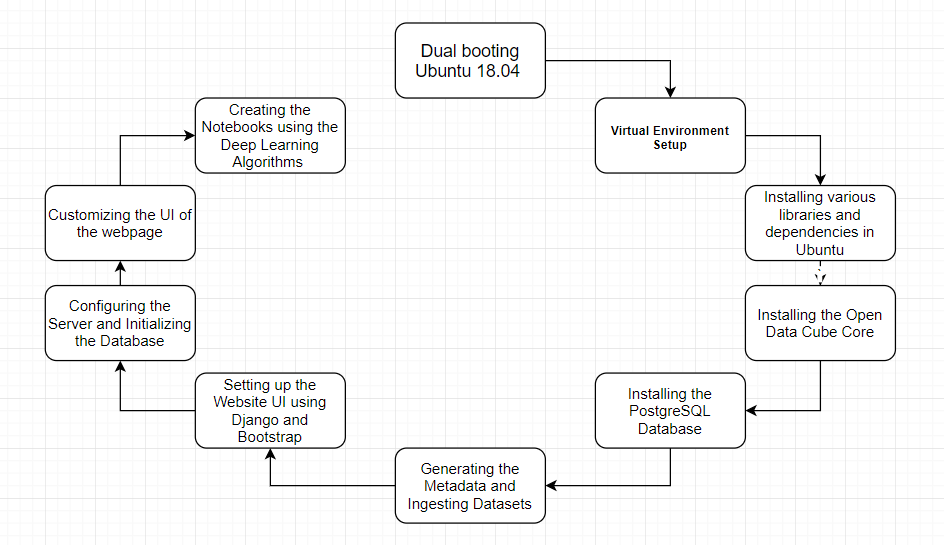 Dual booting
Ubuntu 18.04
Virtual Environment
Setup
Installing various
libraries and
dependencies in
Ubuntu
Installing the Open
Data Cube Core
Installing the
PostgreSQL
Database
Generating the
Metadata and
Ingesting Datasets
Setting up the
Website UI using
Django and
Bootstrap
Configuring the
Server and Initializing
the Database
Customizing the UI of
the webpage
Creating the
Notebooks using the
Deep Learning
Algorithms